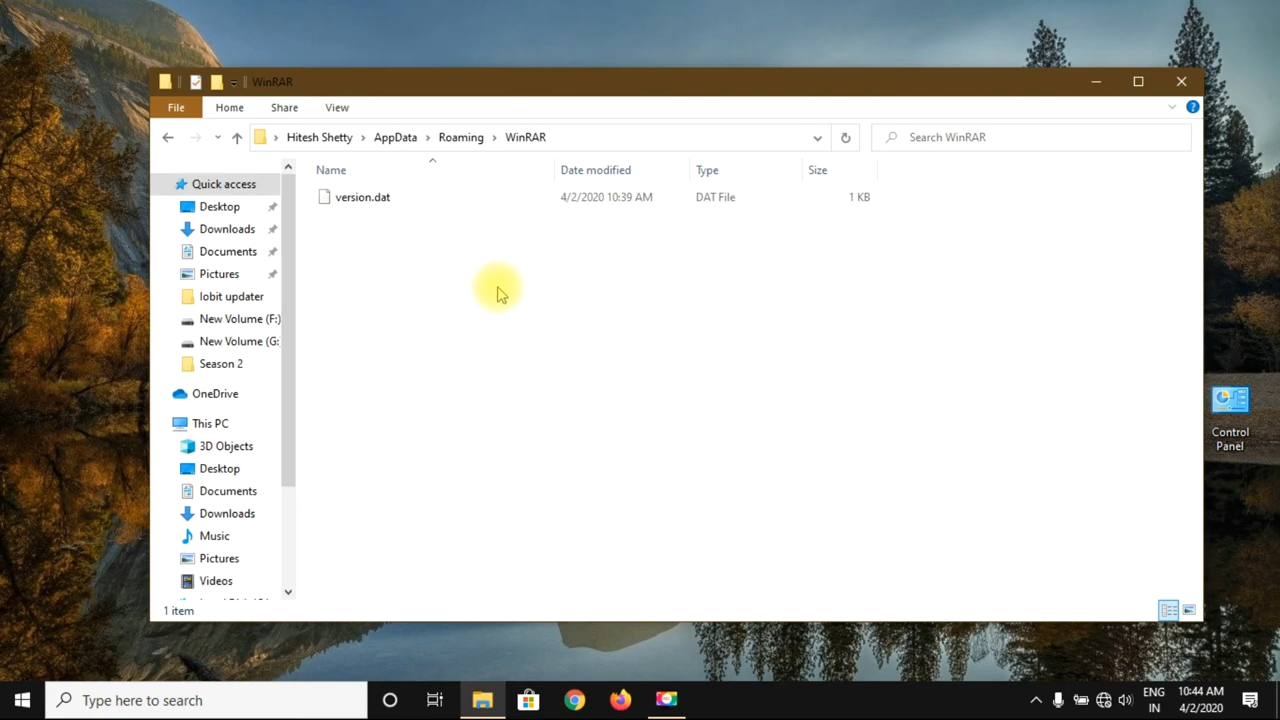 WinRAR
File Home Share View
Hitesh Shetty > AppData > Roaming > WinRAR
Search WinRAR
Name Date modified Type Size
version.dat 4/2/2020 10:39 AM DAT File 1 KB
Quick access
Desktop
Downloads
Documents
Pictures
Iobit updater
New Volume (F:)
New Volume (G:
Season 2
OneDrive
This PC
3D Objects
Desktop
Documents
Downloads
Music
Pictures
Videos
1 item
Control
Panel
Type here to search
ENG
IN
10:44 AM
4/2/2020